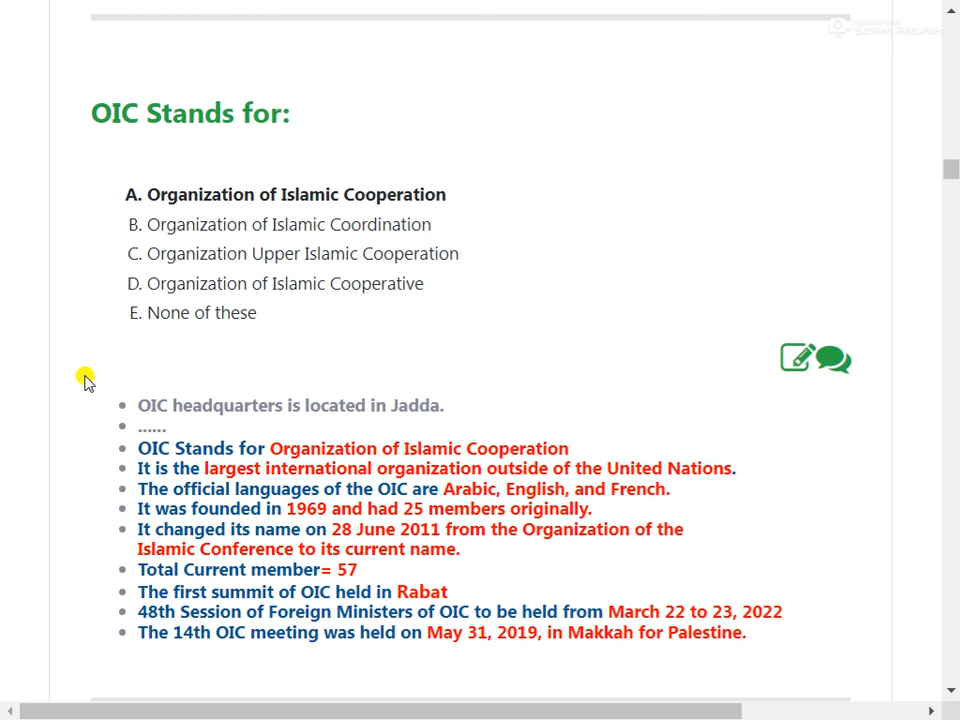 Screen Recorder
OIC Stands for:
A. Organization of Islamic Cooperation
B. Organization of Islamic Coordination
C. Organization Upper Islamic Cooperation
D. Organization of Islamic Cooperative
E. None of these
OIC headquarters is located in Jadda.
......
OIC Stands for Organization of Islamic Cooperation
It is the largest international organization outside of the United Nations.
The official languages of the OIC are Arabic, English, and French.
It was founded in 1969 and had 25 members originally.
It changed its name on 28 June 2011 from the Organization of the
Islamic Conference to its current name.
Total Current member= 57
The first summit of OIC held in Rabat
48th Session of Foreign Ministers of OIC to be held from March 22 to 23, 2022
The 14th OIC meeting was held on May 31, 2019, in Makkah for Palestine.